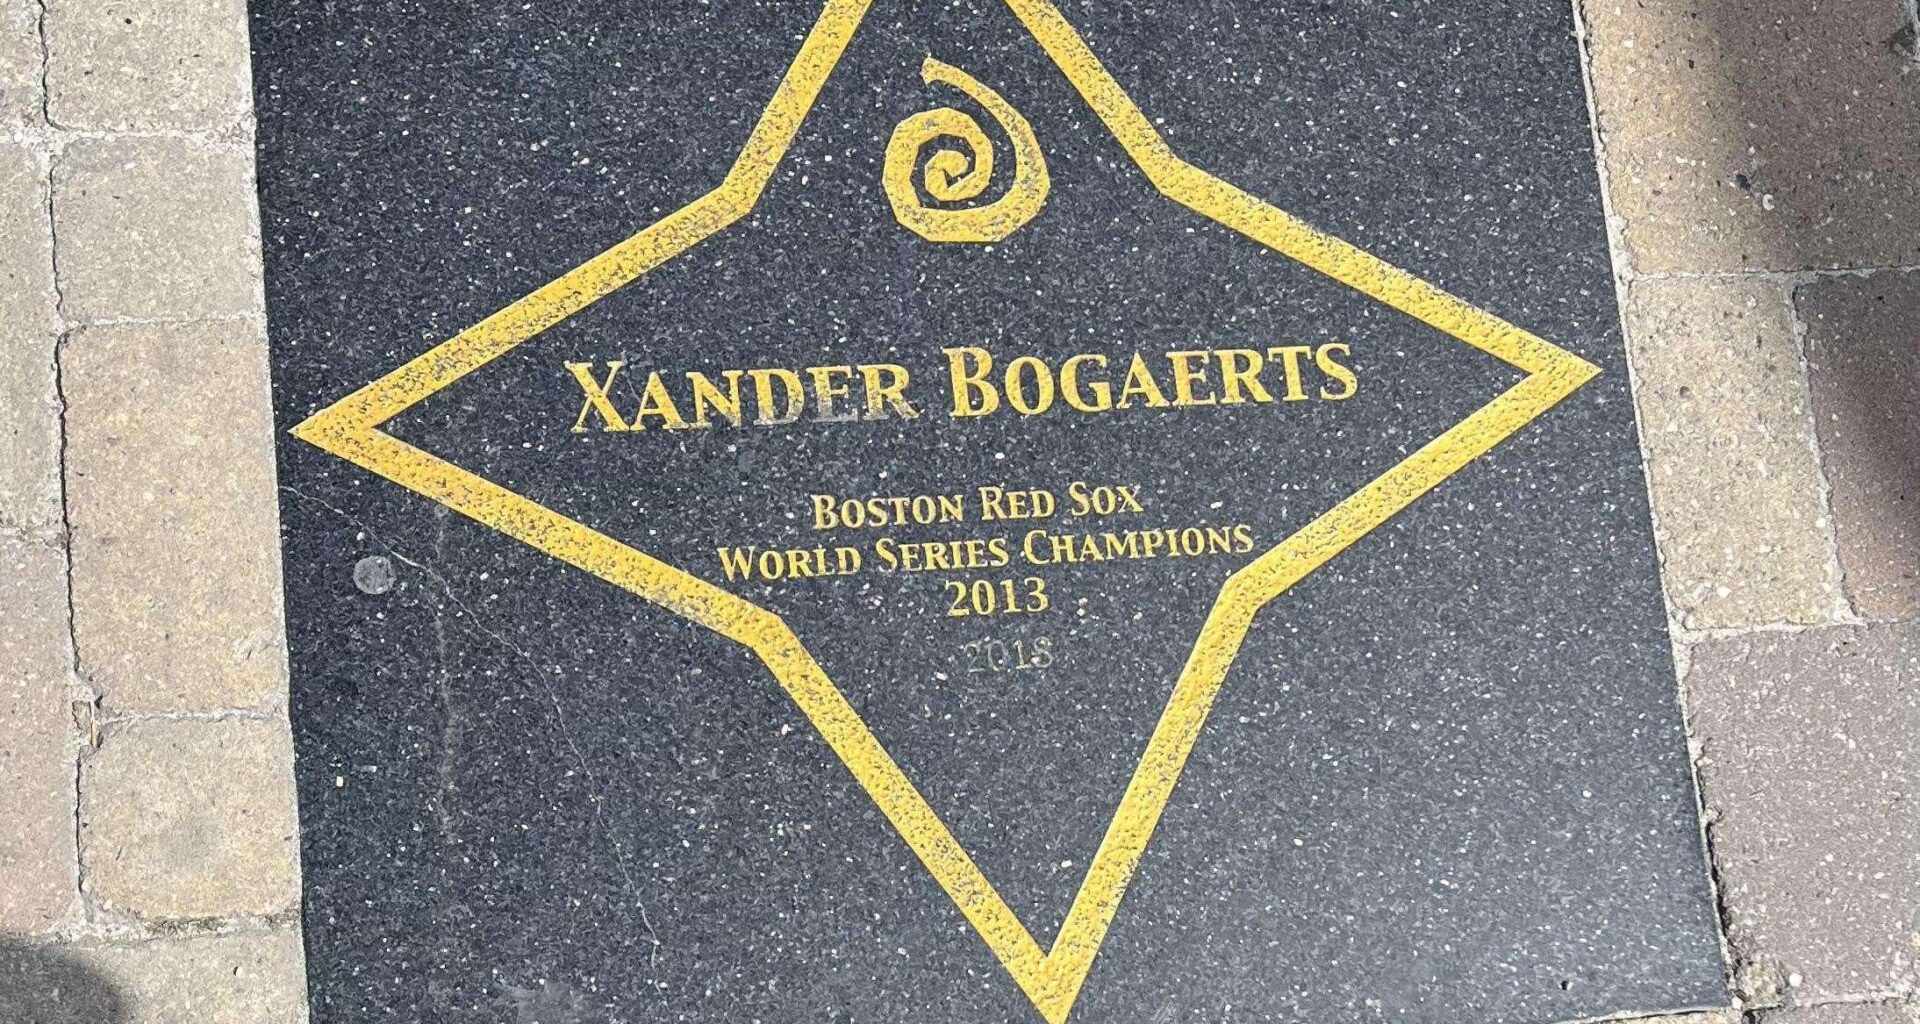 XANDER BOGAERTS
BOSTON RED SOX
WORLD SERIES CHAMPIONS
2013
2018